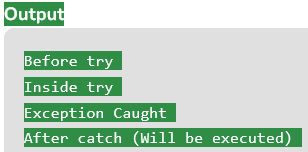 Output
Before try
Inside try
Exception Caught
After catch (Will be executed)